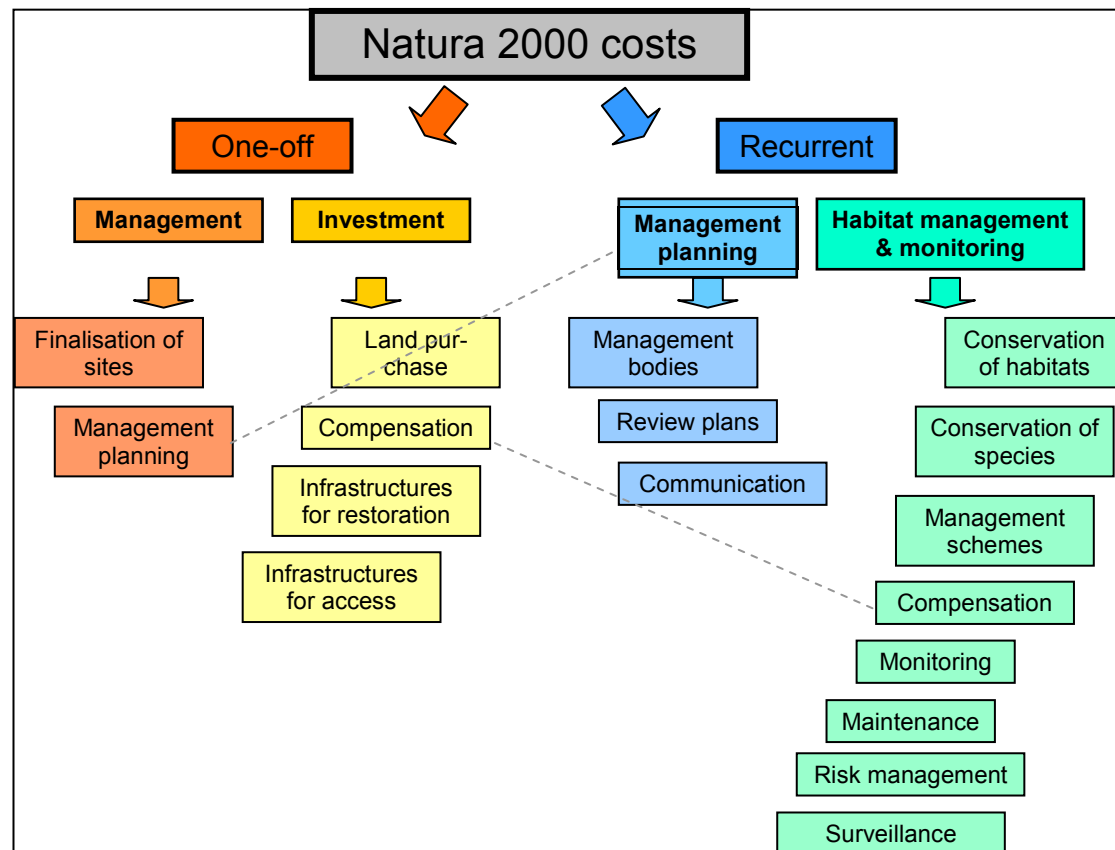 Natura 2000 costs
One-off
Recurrent
Management
Investment
Management
planning
Habitat management
& monitoring
Finalisation of
sites
Management
planning
Land pur-
chase
Compensation
Infrastructures
for restoration
Infrastructures
for access
Management
bodies
Review plans
Communication
Conservation
of habitats
Conservation of
species
Management
schemes
Compensation
Monitoring
Maintenance
Risk management
Surveillance